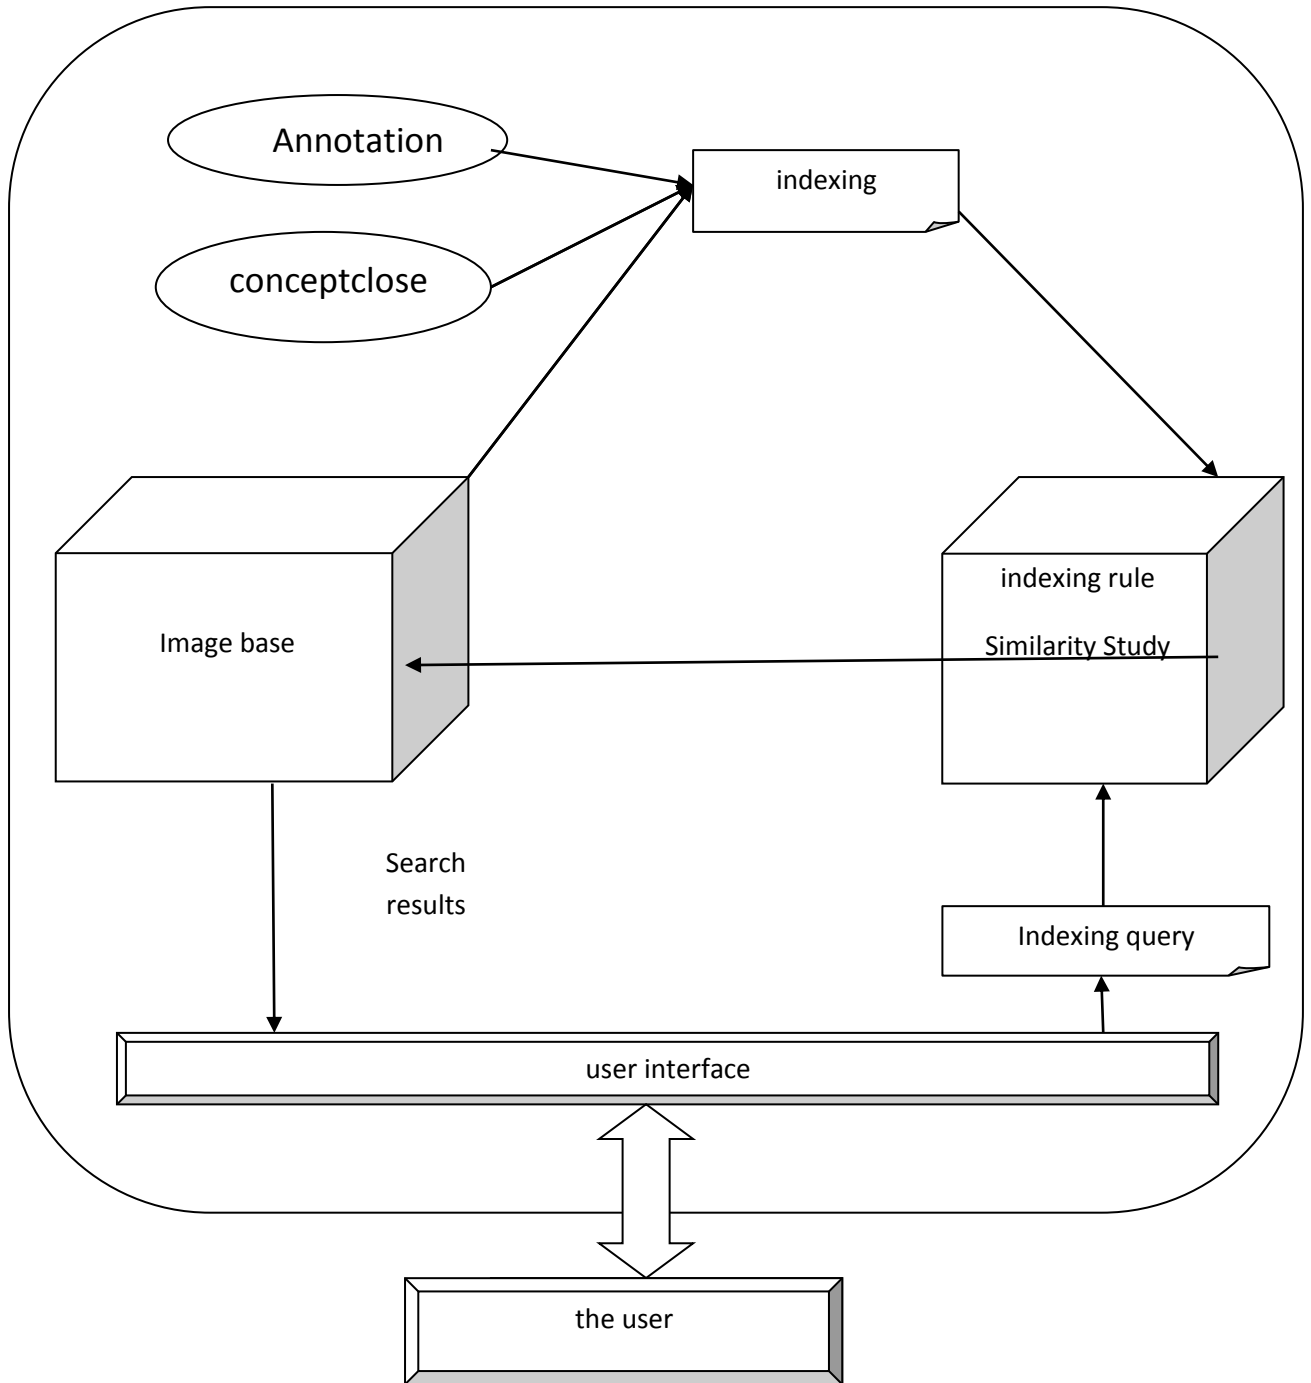 Annotation
indexing
conceptclose
indexing rule
Image base
Similarity Study
Search
results
Indexing query
user interface
the user